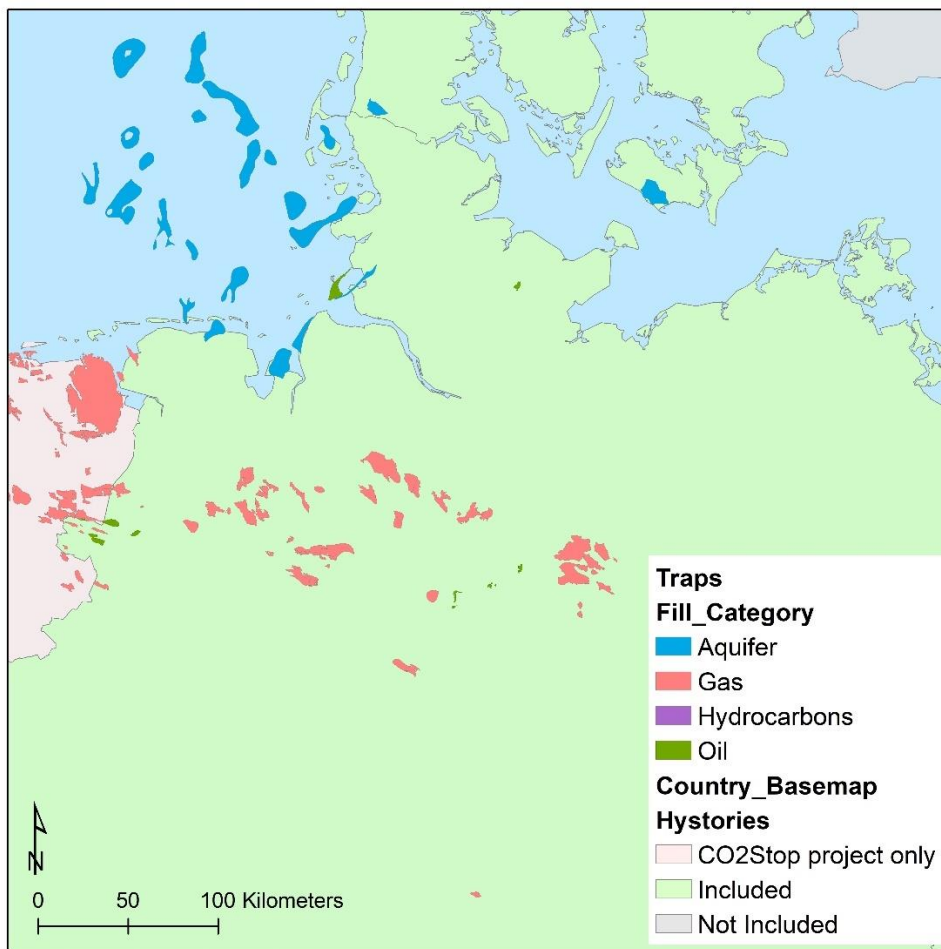 Traps
Fill_Category
Aquifer
Gas
Hydrocarbons
Oil
Country_Basemap
Hystories
CO2Stop project only
Included
Not Included
N
0 50 100 Kilometers